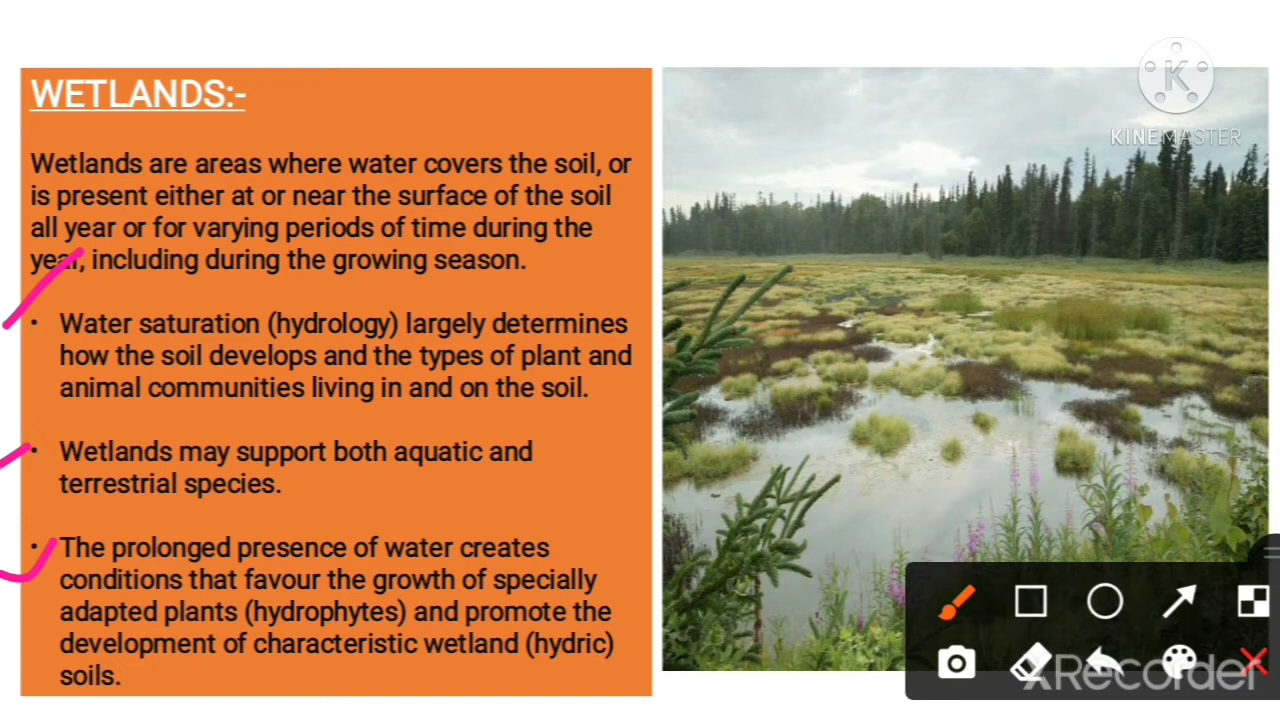 WETLANDS:-
Wetlands are areas where water covers the soil, or
is present either at or near the surface of the soil
all year or for varying periods of time during the
year, including during the growing season.
• Water saturation (hydrology) largely determines
how the soil develops and the types of plant and
animal communities living in and on the soil.
• Wetlands may support both aquatic and
terrestrial species.
• The prolonged presence of water creates
conditions that favour the growth of specially
adapted plants (hydrophytes) and promote the
development of characteristic wetland (hydric)
soils.
K
KINEMASTER
XRecorder